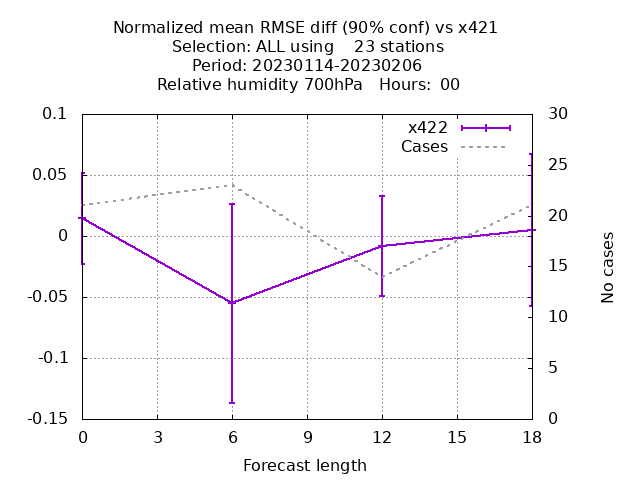 Normalized mean RMSE diff (90% conf) vs x421
Selection: ALL using    23 stations
Period: 20230114-20230206
Relative humidity 700hPa   Hours:  00
x422
Cases
0.1
0.05
0
-0.05
-0.1
-0.15
30
25
20
15
10
5
0
No cases
0 3 6 9 12 15 18
Forecast length